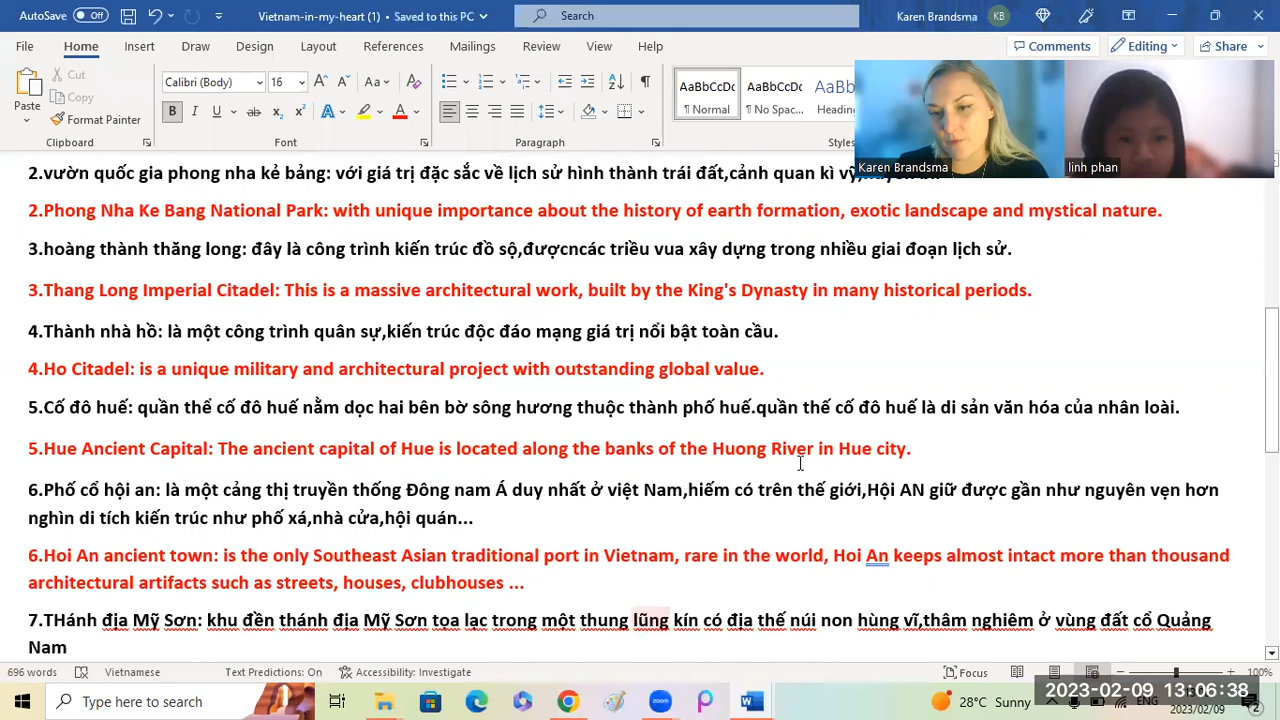 AutoSave Off Vietnam-in-my-heart (1) • Saved to this PC Search Karen Brandsma KB
File Home Insert Draw Design Layout References Mailings Review View Help Comments Editing Share
Paste Cut Copy Format Painter
Calibri (Body) 16
AaBbCcDc AaBbCcDc AaBbC
Normal No Spac... Heading
Clipboard Font Paragraph Styles
Karen Brandsma
linh phan
2.vườn quốc gia phong nha kẻ bảng: với giá trị đặc sắc về lịch sử hình thành trái đất,cảnh quan kì vỹ
2.Phong Nha Ke Bang National Park: with unique importance about the history of earth formation, exotic landscape and mystical nature.
3.hoàng thành thăng long: đây là công trình kiến trúc đồ sộ,đượcncác triều vua xây dựng trong nhiều giai đoạn lịch sử.
3.Thang Long Imperial Citadel: This is a massive architectural work, built by the King's Dynasty in many historical periods.
4.Thành nhà hồ: là một công trình quân sự,kiến trúc độc đáo mạng giá trị nổi bật toàn cầu.
4.Ho Citadel: is a unique military and architectural project with outstanding global value.
5.Cố đô huế: quần thể cố đô huế nằm dọc hai bên bờ sông hương thuộc thành phố huế.quần thế cố đô huế là di sản văn hóa của nhân loài.
5.Hue Ancient Capital: The ancient capital of Hue is located along the banks of the Huong River in Hue city.
6.Phố cổ hội an: là một cảng thị truyền thống Đông nam Á duy nhất ở việt Nam,hiếm có trên thế giới,Hội AN giữ được gần như nguyên vẹn hơn
nghìn di tích kiến trúc như phố xá,nhà cửa,hội quán...
6.Hoi An ancient town: is the only Southeast Asian traditional port in Vietnam, rare in the world, Hoi An keeps almost intact more than thousand
architectural artifacts such as streets, houses, clubhouses ...
7.THánh địa Mỹ Sơn: khu đền thánh địa Mỹ Sơn tọa lạc trong một thung lũng kín có địa thế núi non hùng vĩ,thâm nghiêm ở vùng đất cổ Quảng
Nam
696 words Vietnamese Text Predictions: On Accessibility: Investigate Focus 100%
Type here to search 28°C Sunny ENG
2023-02-09 13:06:38
2023/02/09